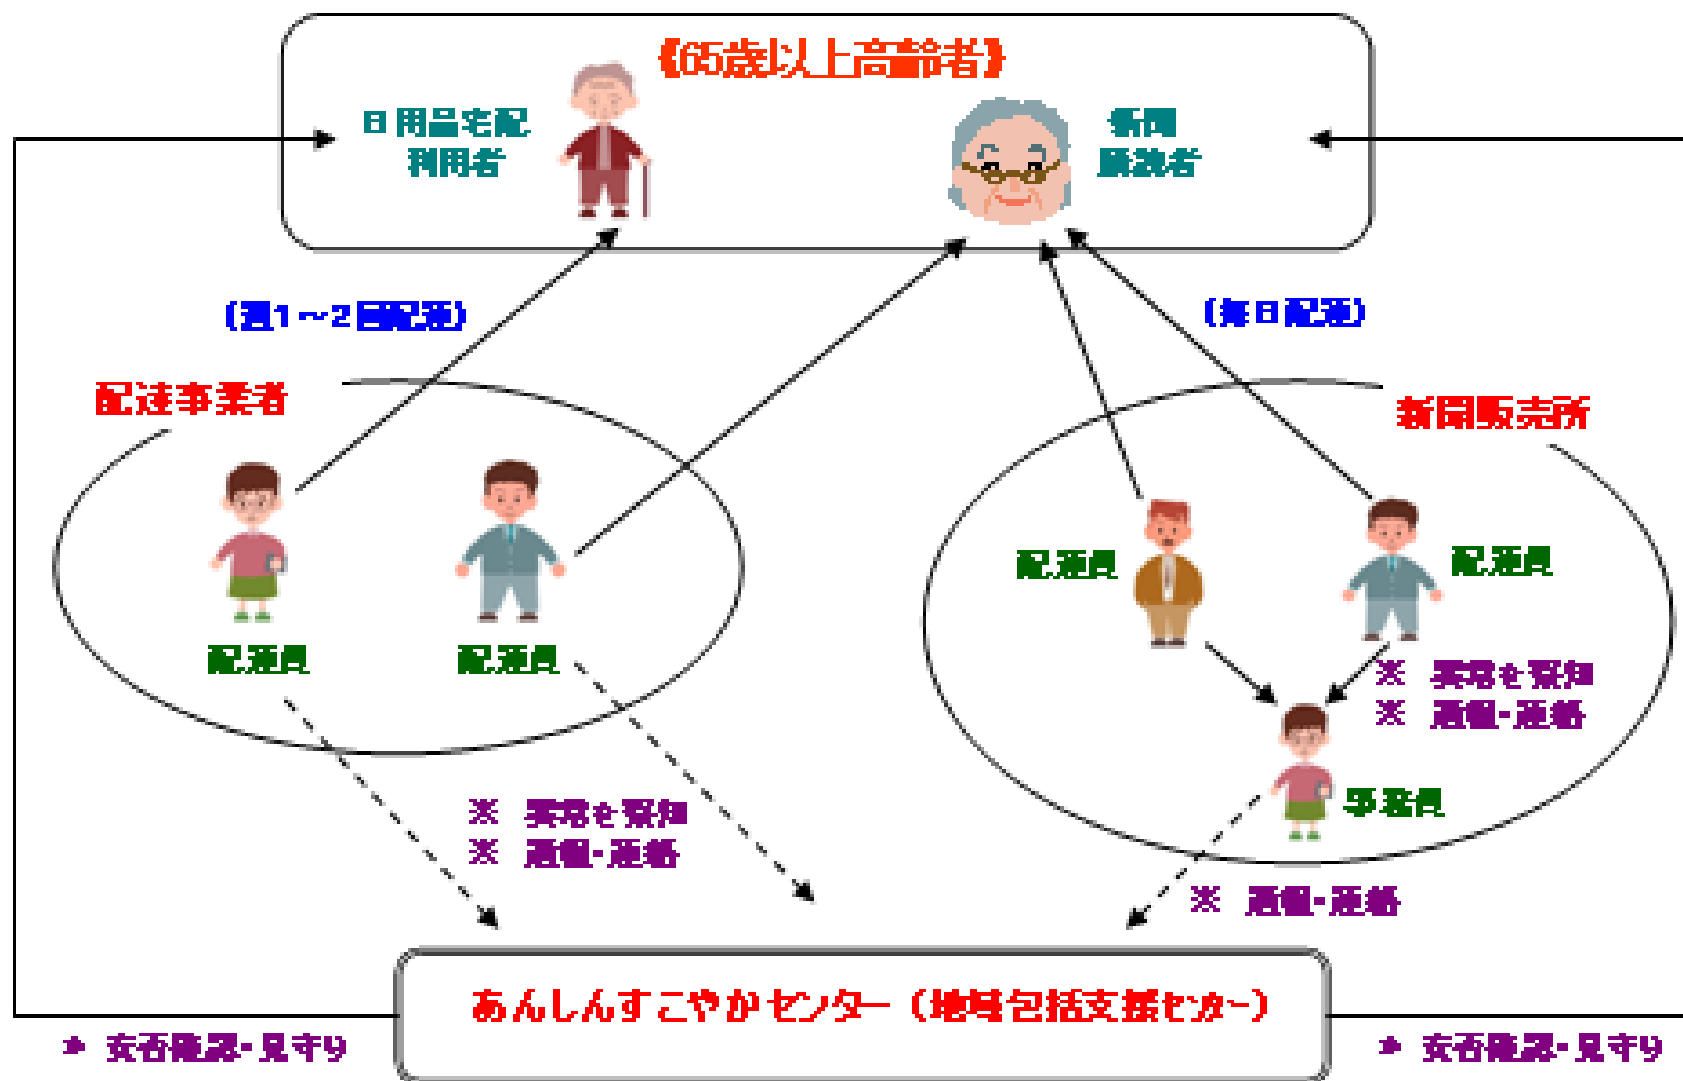 《65歳以上高齢者》
日用品宅配
利用者
新聞
購読者
(週1～2回配達)
(毎日配達)
配達事業者
新聞販売所
配達員
配達員
配達員
配達員
※ 異常を察知
※ 通報・連絡
事務員
※ 異常を察知
※ 通報・連絡
※ 通報・連絡
あんしんすこやかセンター（地域包括支援センター）
* 安否確認・見守り
* 安否確認・見守り